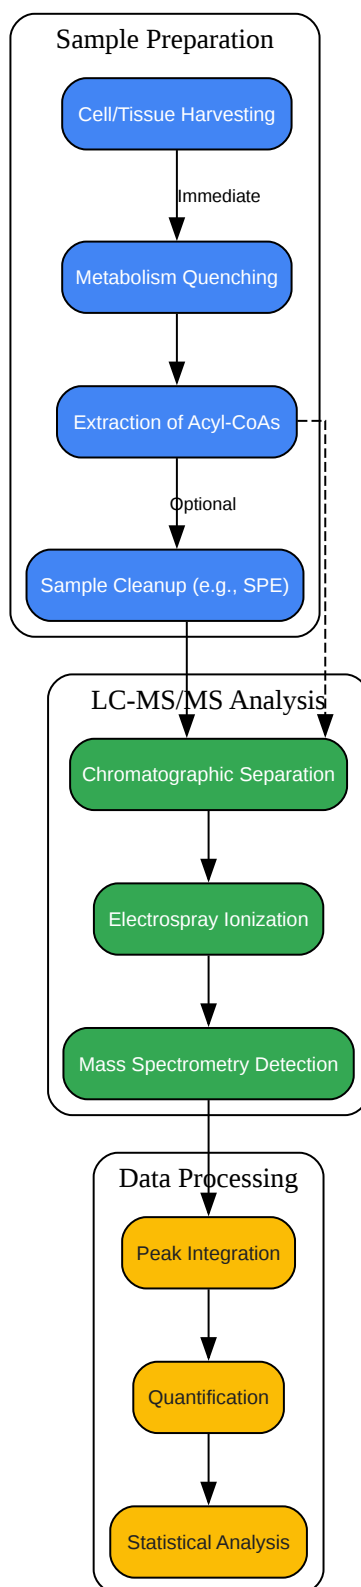 Sample Preparation
Cell/Tissue Harvesting
Immediate
Metabolism Quenching
Extraction of Acyl-CoAs
Optional
Sample Cleanup (e.g., SPE)
LC-MS/MS Analysis
Chromatographic Separation
Electrospray Ionization
Mass Spectrometry Detection
Data Processing
Peak Integration
Quantification
Statistical Analysis